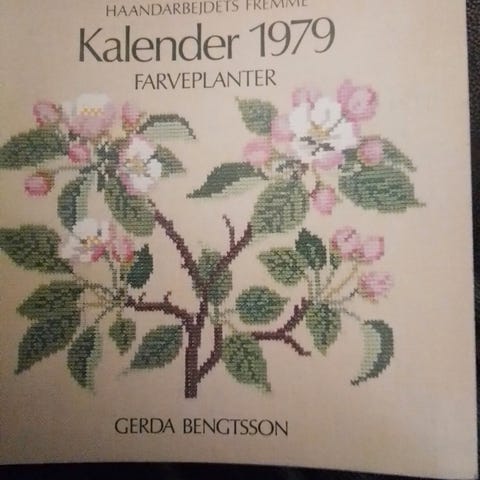 HAANDARBEJDETS FREMME
Kalender 1979
FARVEPLANTER
GERDA BENGTSSON